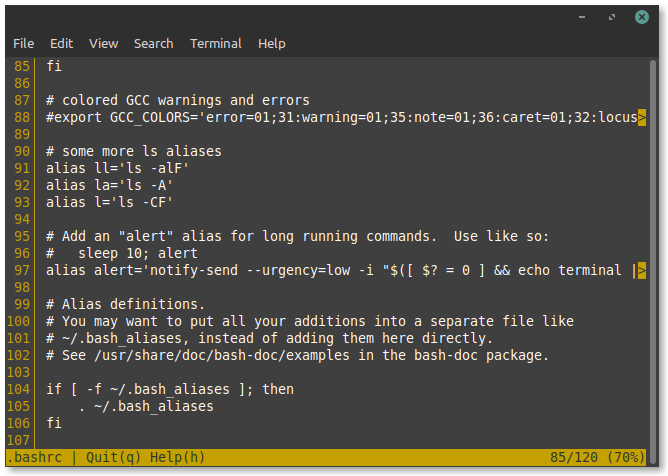 File Edit View Search Terminal Help
85 fi
86
87 # colored GCC warnings and errors
88 #export GCC_COLORS='error=01;31:warning=01;35:note=01;36:caret=01;32:locus>
89
90 # some more ls aliases
91 alias ll='ls -alF'
92 alias la='ls -A'
93 alias l='ls -CF'
94
95 # Add an "alert" alias for long running commands.  Use like so:
96 #   sleep 10; alert
97 alias alert='notify-send --urgency=low -i "$([ $? = 0 ] && echo terminal |>
98
99 # Alias definitions.
100 # You may want to put all your additions into a separate file like
101 # ~/.bash_aliases, instead of adding them here directly.
102 # See /usr/share/doc/bash-doc/examples in the bash-doc package.
103
104 if [ -f ~/.bash_aliases ]; then
105     . ~/.bash_aliases
106 fi
107
.bashrc | Quit(q) Help(h) 85/120 (70%)